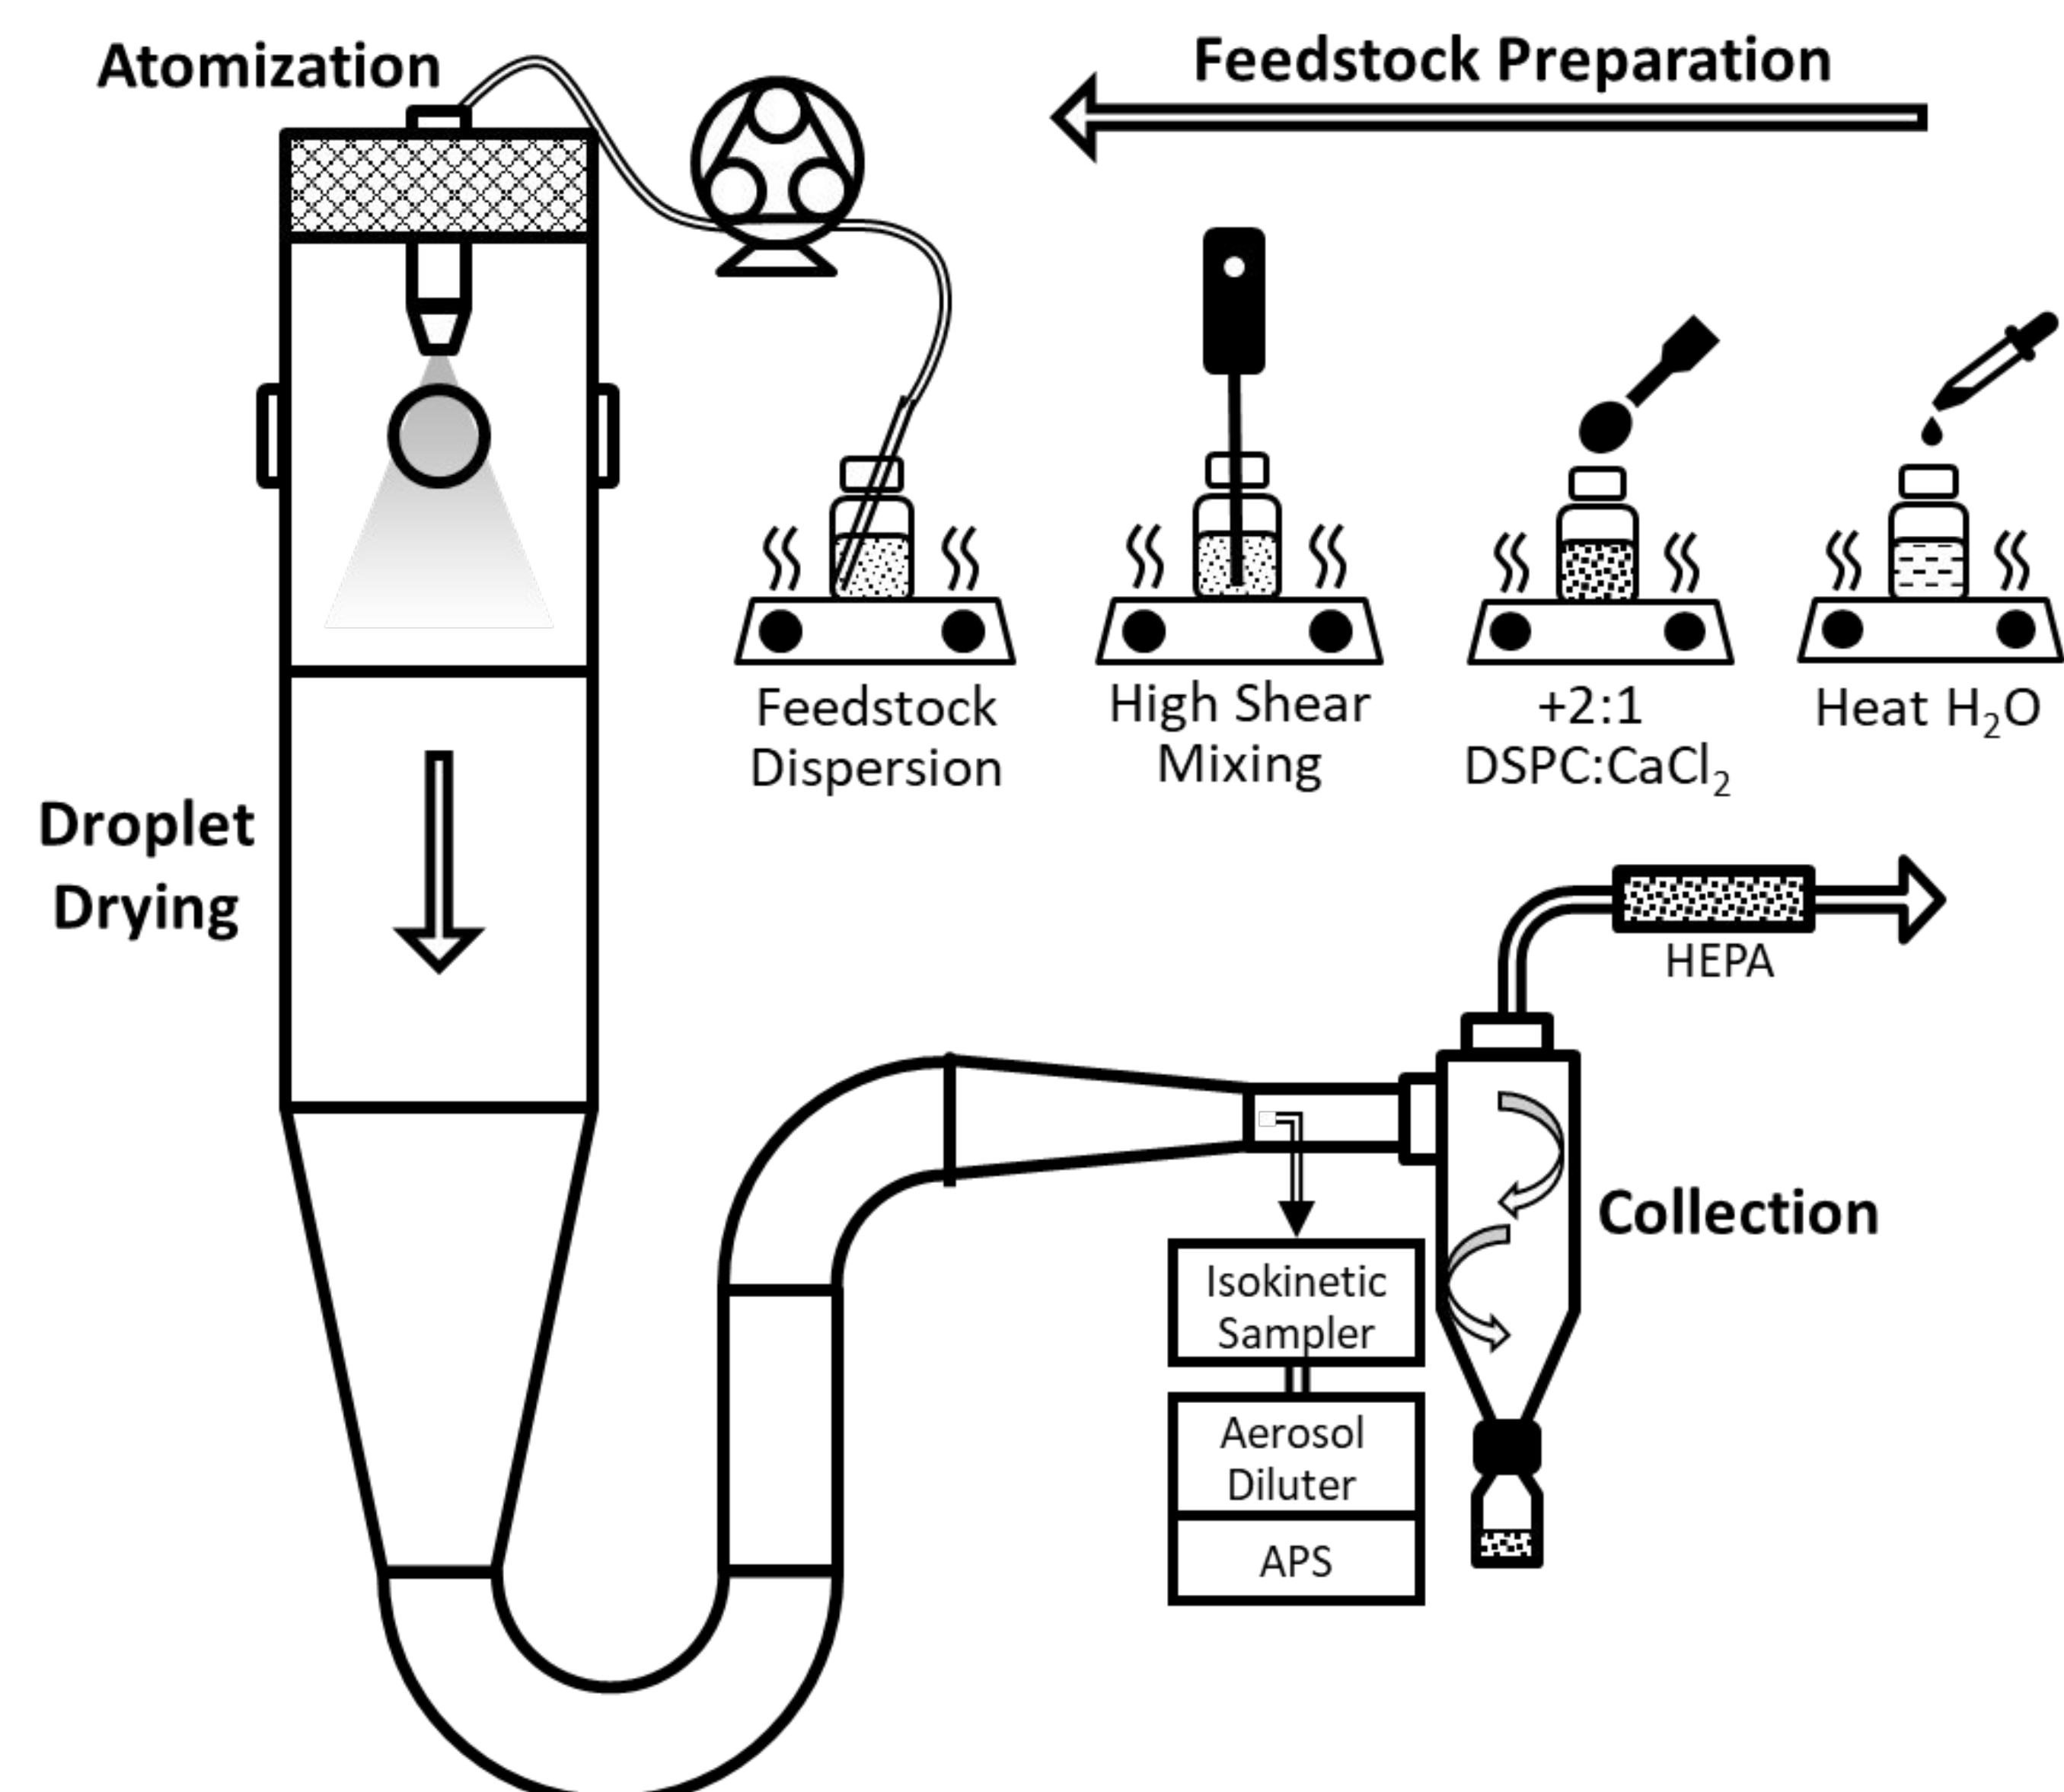 Atomization
Feedstock Preparation
Feedstock
Dispersion
High Shear
Mixing
+2:1
DSPC:CaCl₂
Heat H₂O
Droplet
Drying
HEPA
Collection
Isokinetic
Sampler
Aerosol
Diluter
APS